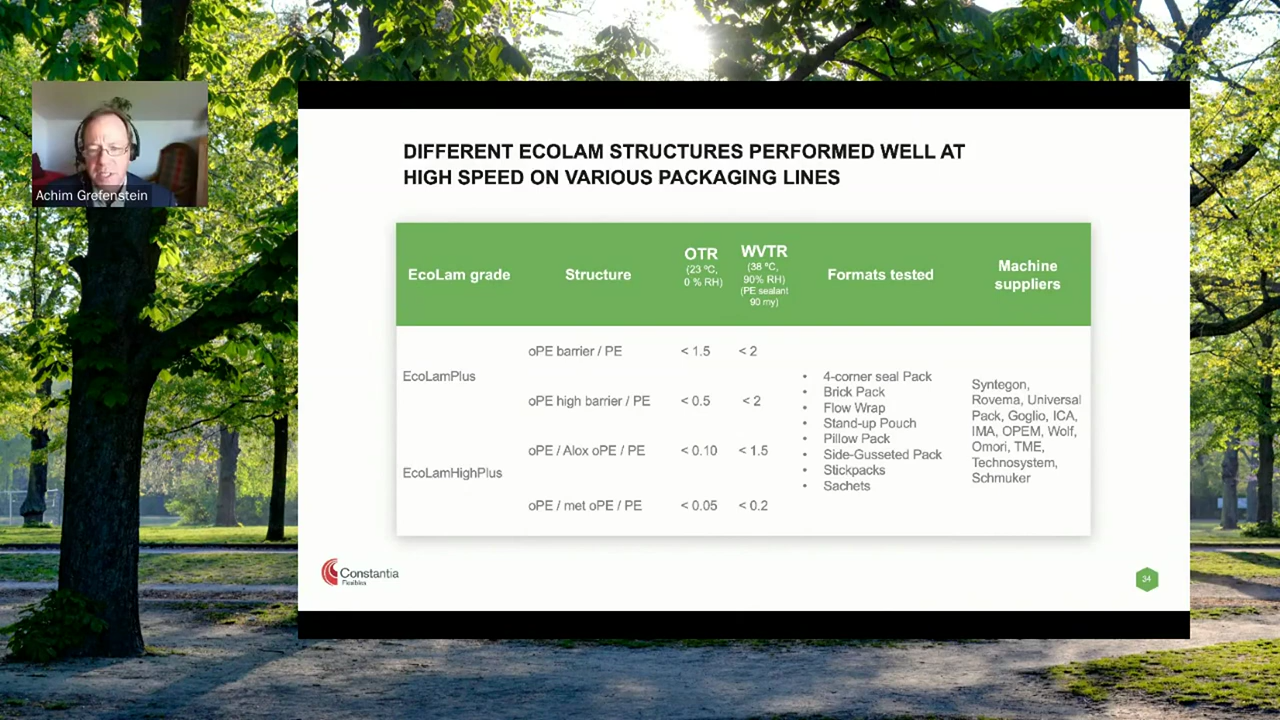 Achim Grefenstein
DIFFERENT ECOLAM STRUCTURES PERFORMED WELL AT
HIGH SPEED ON VARIOUS PACKAGING LINES
EcoLam grade
Structure
OTR
(23 ºC,
0 % RH)
WVTR
(38 ºC,
90% RH)
(PE sealant
90 my)
Formats tested
Machine
suppliers
EcoLamPlus
oPE barrier / PE
< 1.5
< 2
oPE high barrier / PE
< 0.5
< 2
EcoLamHighPlus
oPE / Alox oPE / PE
< 0.10
< 1.5
oPE / met oPE / PE
< 0.05
< 0.2
• 4-corner seal Pack
• Brick Pack
• Flow Wrap
• Stand-up Pouch
• Pillow Pack
• Side-Gusseted Pack
• Stickpacks
• Sachets
Syntegon,
Rovema, Universal
Pack, Goglio, ICA,
IMA, OPEM, Wolf,
Omori, TME,
Technosystem,
Schmuker
Constantia
Flexibles
34